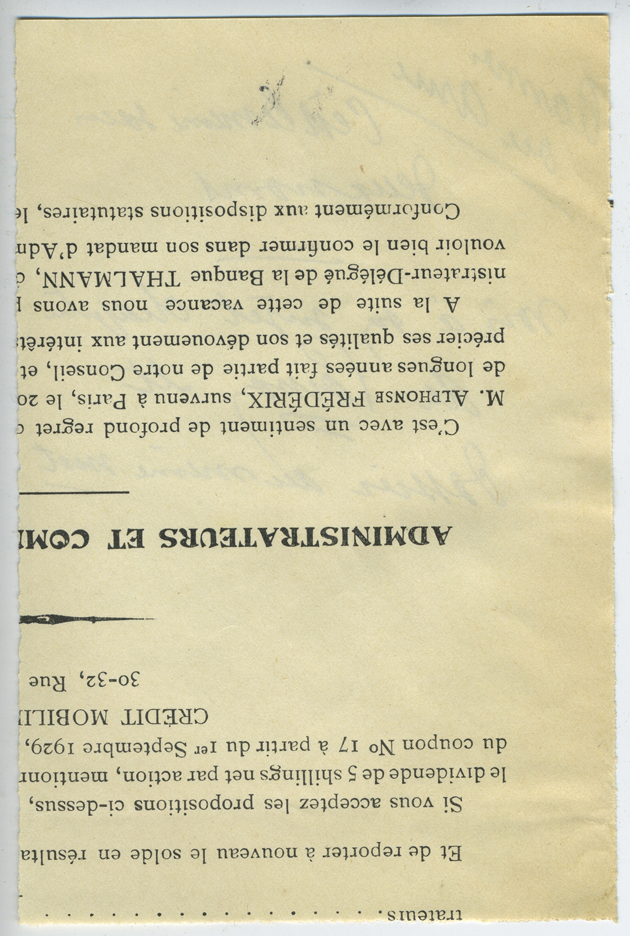 trateurs. . . . . . . . . . . . . . . . .
Et de reporter à nouveau le solde en résulta
Si vous acceptez les propositions ci-dessus,
le dividende de 5 shillings net par action, mentionn
du coupon No 17 à partir du 1er Septembre 1929,
CRÉDIT MOBILI
30-32, Rue
ADMINISTRATEURS ET COM
C'est avec un sentiment de profond regret
M. ALPHONSE FRÉDÉRIX, survenu à Paris, le 20
de longues années fait partie de notre Conseil, et
précier ses qualités et son dévouement aux intérêts
A la suite de cette vacance nous avons
nistrateur-Délégué de la Banque THALMANN,
vouloir bien le confirmer dans son mandat d'Adm
Conformément aux dispositions statutaires, le